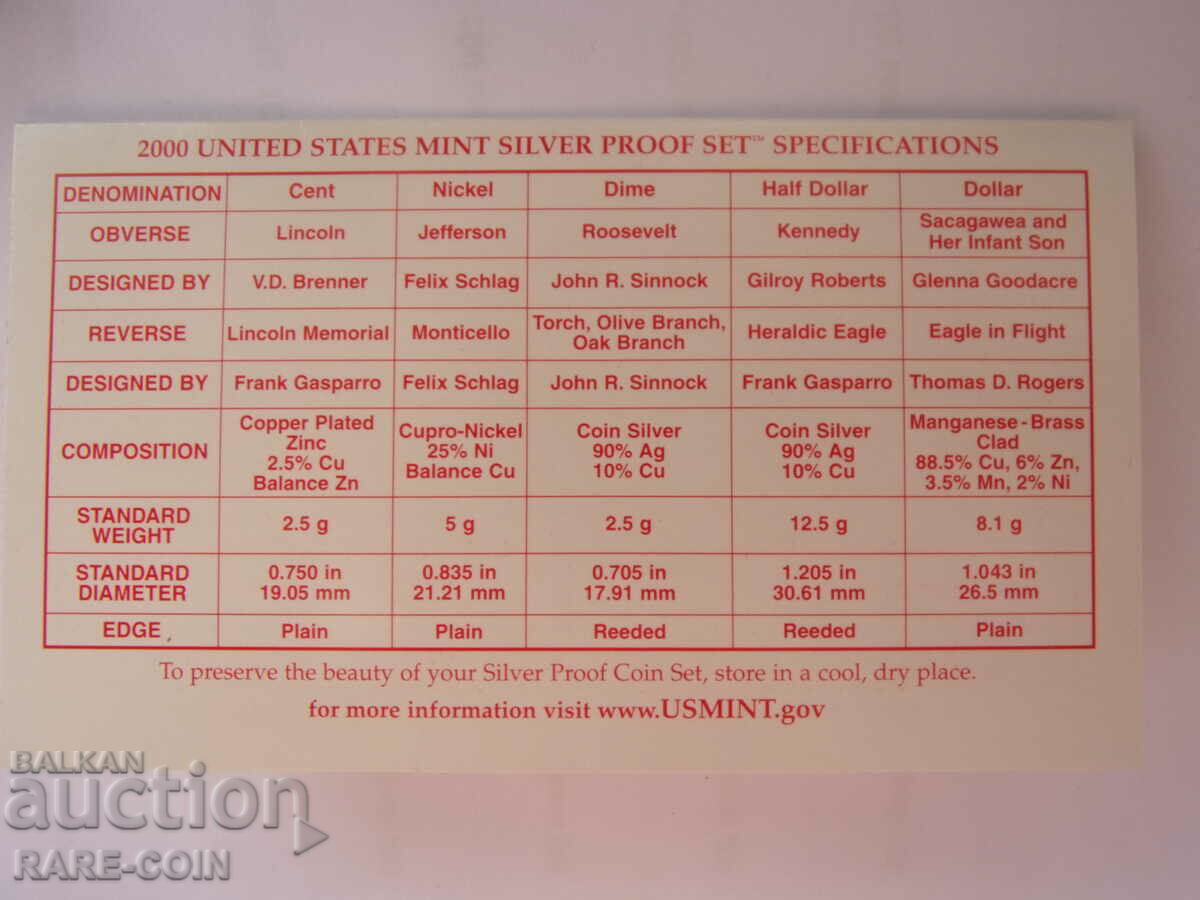 2000 UNITED STATES MINT SILVER PROOF SET™ SPECIFICATIONS
DENOMINATION Cent Nickel Dime Half Dollar Dollar
OBVERSE Lincoln Jefferson Roosevelt Kennedy Sacagawea and
Her Infant Son
DESIGNED BY V.D. Brenner Felix Schlag John R. Sinnock Gilroy Roberts Glenna Goodacre
REVERSE Lincoln Memorial Monticello Torch, Olive Branch,
Oak Branch Heraldic Eagle Eagle in Flight
DESIGNED BY Frank Gasparro Felix Schlag John R. Sinnock Frank Gasparro Thomas D. Rogers
COMPOSITION Copper Plated
Zinc
2.5% Cu
Balance Zn
Cupro-Nickel
25% Ni
Balance Cu
Coin Silver
90% Ag
10% Cu
Coin Silver
90% Ag
10% Cu
Manganese-Brass
Clad
88.5% Cu, 6% Zn,
3.5% Mn, 2% Ni
STANDARD
WEIGHT 2.5 g 5 g 2.5 g 12.5 g 8.1 g
STANDARD
DIAMETER 0.750 in
19.05 mm
0.835 in
21.21 mm
0.705 in
17.91 mm
1.205 in
30.61 mm
1.043 in
26.5 mm
EDGE Plain Plain Reeded Reeded Plain
To preserve the beauty of your Silver Proof Coin Set, store in a cool, dry place.
for more information visit www.USMINT.gov
BALKAN
auction
RARE-COIN